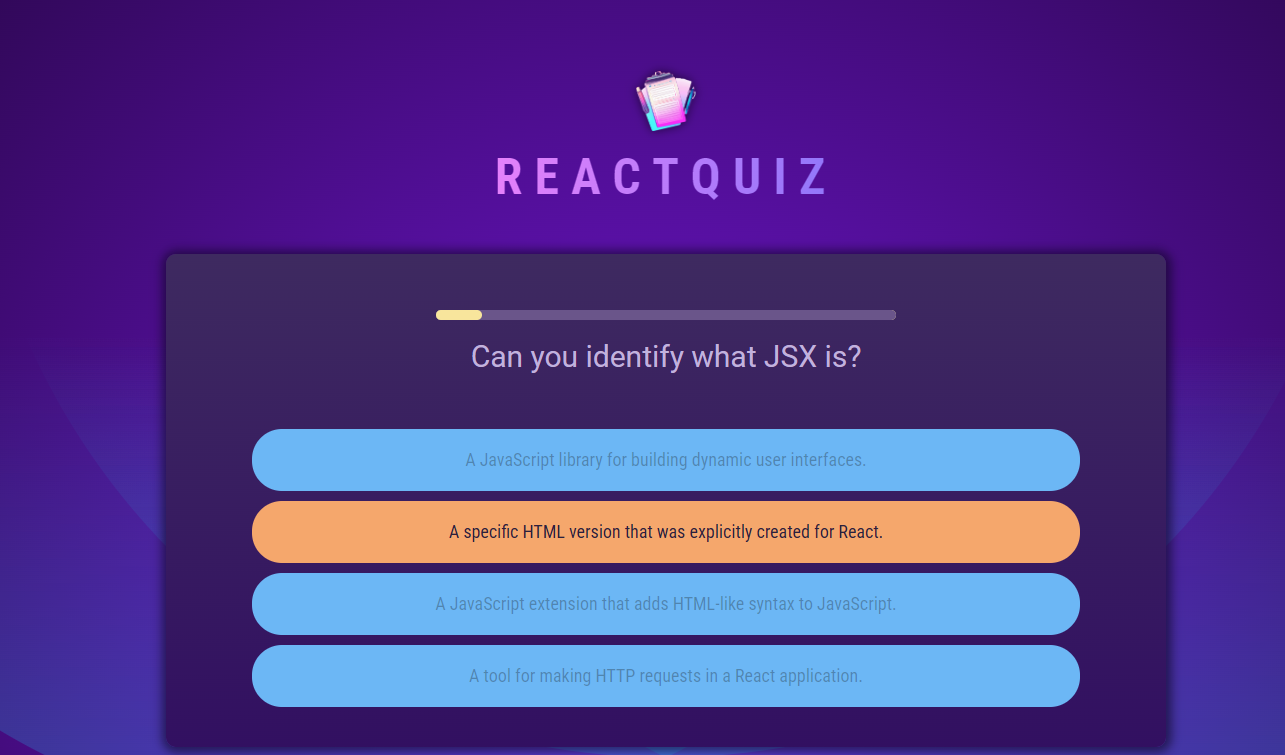 REACTQUIZ
Can you identify what JSX is?
A JavaScript library for building dynamic user interfaces.
A specific HTML version that was explicitly created for React.
A JavaScript extension that adds HTML-like syntax to JavaScript.
A tool for making HTTP requests in a React application.